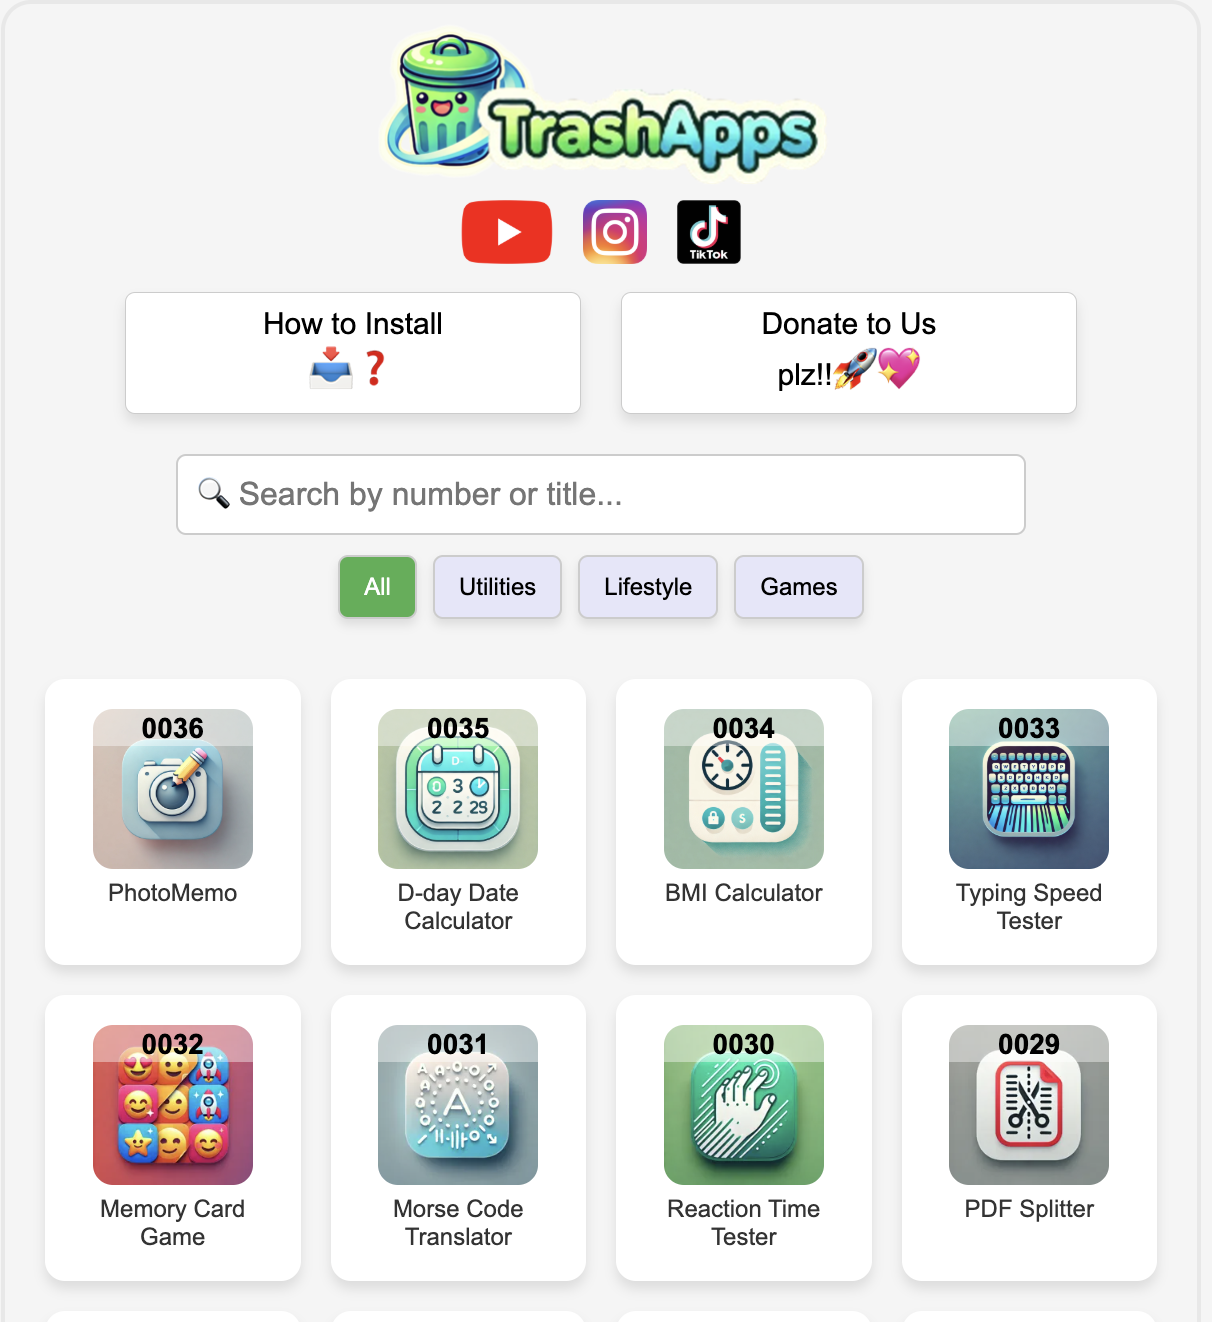 TrashApps
TikTok
How to Install
📥❓
Donate to Us
plz!!🚀💖
🔍 Search by number or title...
All
Utilities
Lifestyle
Games
0036
PhotoMemo
0035
D-day Date
Calculator
0034
BMI Calculator
0033
Typing Speed
Tester
0032
Memory Card
Game
0031
Morse Code
Translator
0030
Reaction Time
Tester
0029
PDF Splitter